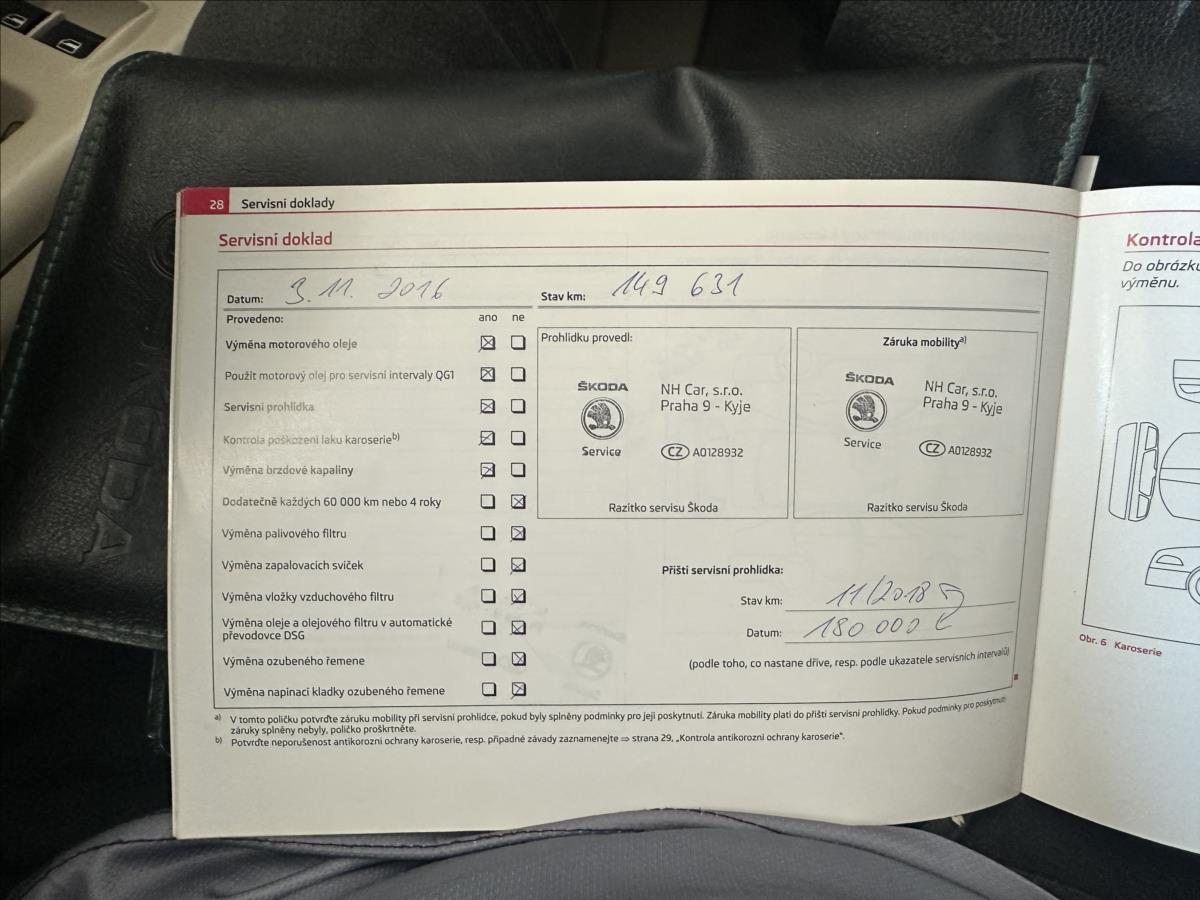 28 Servisní doklady
Servisní doklad
Datum: 3. 11. 2016 Stav km: 149 631
Provedeno: ano ne
Výměna motorového oleje
Použit motorový olej pro servisní intervaly QG1
Servisní prohlídka
Kontrola poškození laku karoserie b)
Výměna brzdové kapaliny
Dodatečně každých 60 000 km nebo 4 roky
Výměna palivového filtru
Výměna zapalovacích svíček
Výměna vložky vzduchového filtru
Výměna oleje a olejového filtru v automatické
převodovce DSG
Výměna ozubeného řemene
Výměna napínací kladky ozubeného řemene
Prohlídku provedl:
ŠKODA
Service
NH Car, s.r.o.
Praha 9 - Kyje
CZ A0128932
Razítko servisu Škoda
Záruka mobility a)
ŠKODA
Service
NH Car, s.r.o.
Praha 9 - Kyje
CZ A0128932
Razítko servisu Škoda
Příští servisní prohlídka:
Stav km: 11/2018
Datum: 180 000
(podle toho, co nastane dříve, resp. podle ukazatele servisních intervalů)
a) V tomto políčku potvrďte záruku mobility při servisní prohlídce, pokud byly splněny podmínky pro její poskytnutí. Záruka mobility platí do příští servisní prohlídky. Pokud podmínky pro poskytnutí
záruky splněny nebyly, políčko proškrtněte.
b) Potvrďte neporušenost antikorozní ochrany karoserie, resp. případné závady zaznamenejte ⇒ strana 29, „Kontrola antikorozní ochrany karoserie“.
Kontrola
Do obrázku
výměnu.
Obr. 6 Karoserie